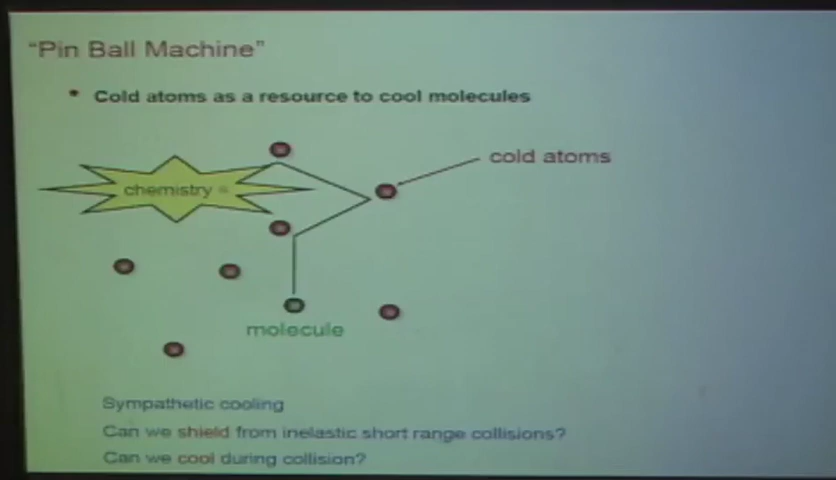 "Pin Ball Machine"
* Cold atoms as a resource to cool molecules
cold atoms
chemistry =
molecule
Sympathetic cooling
Can we shield from inelastic short range collisions?
Can we cool during collision?